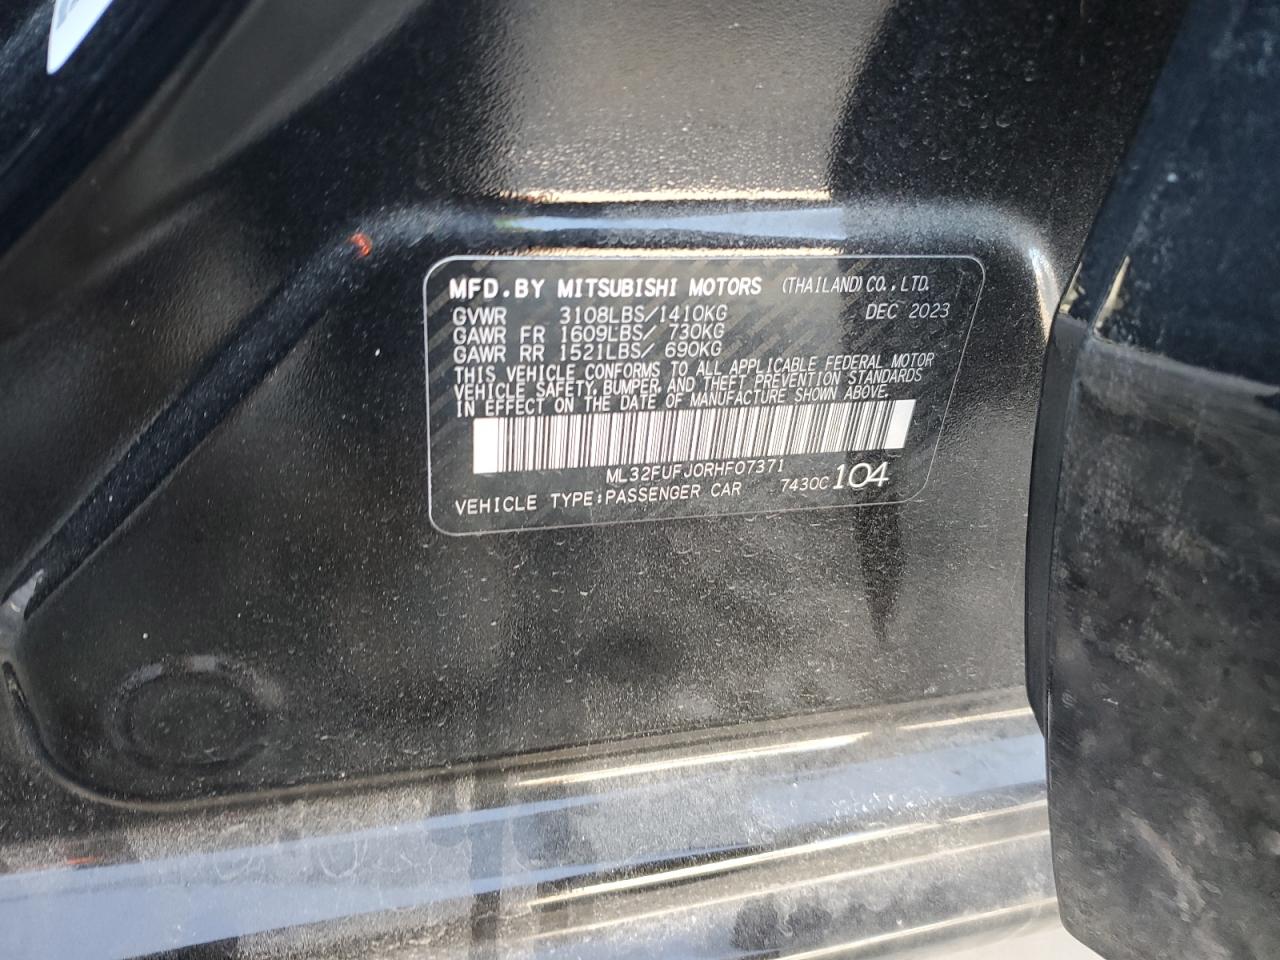 MFD.BY MITSUBISHI MOTORS (THAILAND) CO.,LTD.
GVWR 3108LBS/1410KG DEC 2023
GAWR FR 1609LBS/ 730KG
GAWR RR 1521LBS/ 690KG
THIS VEHICLE CONFORMS TO ALL APPLICABLE FEDERAL MOTOR
VEHICLE SAFETY, BUMPER, AND THEFT PREVENTION STANDARDS
IN EFFECT ON THE DATE OF MANUFACTURE SHOWN ABOVE.
ML32FUFJ0RHF07371
VEHICLE TYPE:PASSENGER CAR 7430C 104